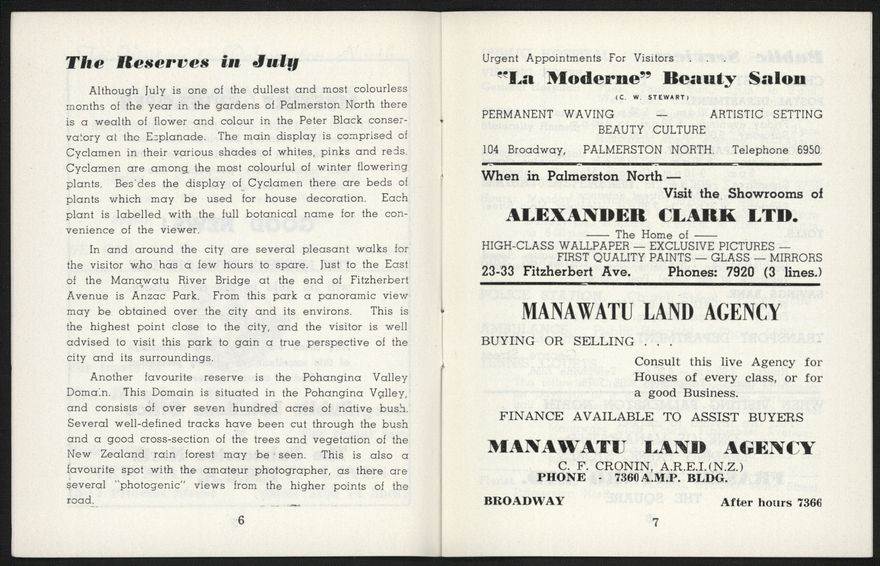 The Reserves in July
Although July is one of the dullest and most colourless
months of the year in the gardens of Palmerston North there
is a wealth of flower and colour in the Peter Black conser-
vatory at the Esplanade. The main display is comprised of
Cyclamen in their various shades of whites, pinks and reds.
Cyclamen are among the most colourful of winter flowering
plants. Besides the display of Cyclamen there are beds of
plants which may be used for house decoration. Each
plant is labelled with the full botanical name for the con-
venience of the viewer.
In and around the city are several pleasant walks for
the visitor who has a few hours to spare. Just to the East
of the Manawatu River Bridge at the end of Fitzherbert
Avenue is Anzac Park. From this park a panoramic view
may be obtained over the city and its environs. This is
the highest point close to the city, and the visitor is well
advised to visit this park to gain a true perspective of the
city and its surroundings.
Another favourite reserve is the Pohangina Valley
Domain. This Domain is situated in the Pohangina Valley,
and consists of over seven hundred acres of native bush.
Several well-defined tracks have been cut through the bush
and a good cross-section of the trees and vegetation of the
New Zealand rain forest may be seen. This is also a
favourite spot with the amateur photographer, as there are
several "photogenic" views from the higher points of the
road.
6
Urgent Appointments For Visitors . . . .
"La Moderne" Beauty Salon
(C. W. STEWART)
PERMANENT WAVING — ARTISTIC SETTING
BEAUTY CULTURE
104 Broadway, PALMERSTON NORTH. Telephone 6950.
When in Palmerston North —
Visit the Showrooms of
ALEXANDER CLARK LTD.
—— The Home of ——
HIGH-CLASS WALLPAPER — EXCLUSIVE PICTURES —
FIRST QUALITY PAINTS — GLASS — MIRRORS
23-33 Fitzherbert Ave. Phones: 7920 (3 lines.)
MANAWATU LAND AGENCY
BUYING OR SELLING . . .
Consult this live Agency for
Houses of every class, or for
a good Business.
FINANCE AVAILABLE TO ASSIST BUYERS
MANAWATU LAND AGENCY
C. F. CRONIN, A.R.E.I.(N.Z.)
PHONE - 7360 A.M.P. BLDG.
BROADWAY After hours 7366
7